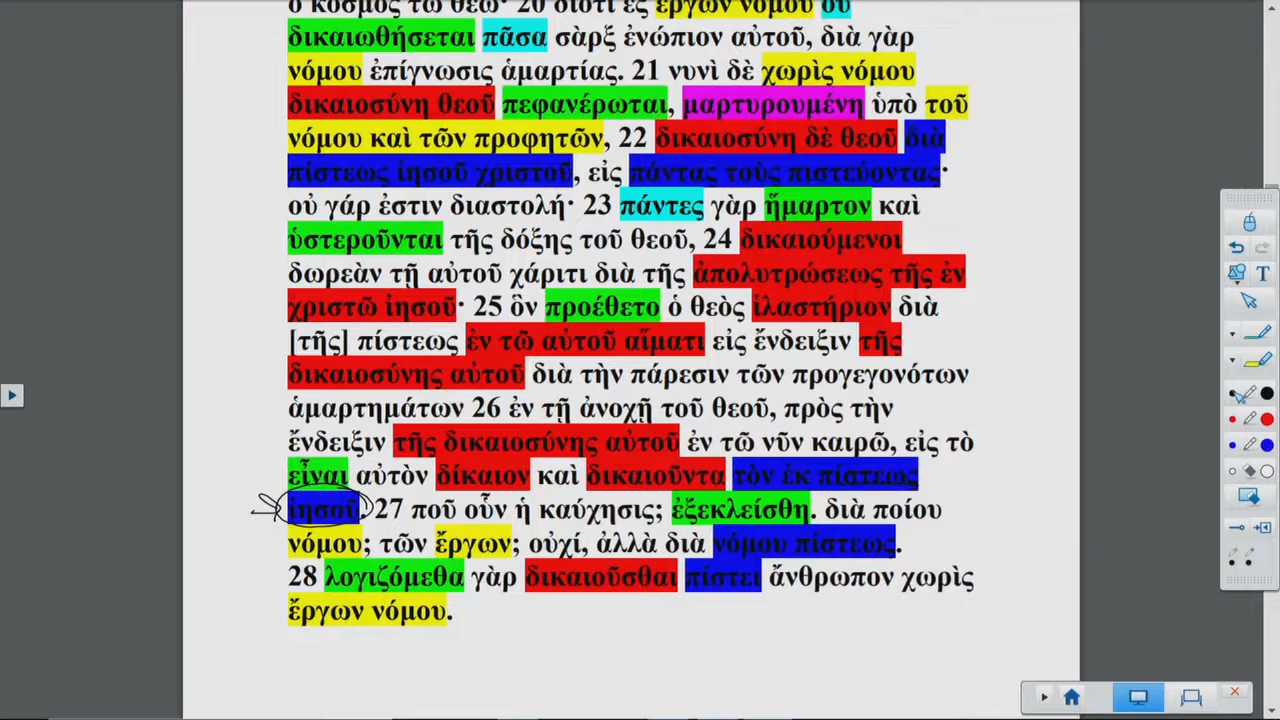 ὁ κόσμος τῶ θεῶ· 20 διότι ἐξ ἔργων νόμου οὐ
δικαιωθήσεται πᾶσα σὰρξ ἐνώπιον αὐτοῦ, διὰ γὰρ
νόμου ἐπίγνωσις ἁμαρτίας. 21 νυνὶ δὲ χωρὶς νόμου
δικαιοσύνη θεοῦ πεφανέρωται, μαρτυρουμένη ὑπὸ τοῦ
νόμου καὶ τῶν προφητῶν, 22 δικαιοσύνη δὲ θεοῦ διὰ
πίστεως ἰησοῦ χριστοῦ, εἰς πάντας τοὺς πιστεύοντας·
οὐ γάρ ἐστιν διαστολή· 23 πάντες γὰρ ἥμαρτον καὶ
ὑστεροῦνται τῆς δόξης τοῦ θεοῦ, 24 δικαιούμενοι
δωρεὰν τῇ αὐτοῦ χάριτι διὰ τῆς ἀπολυτρώσεως τῆς ἐν
χριστῶ ἰησοῦ· 25 ὃν προέθετο ὁ θεὸς ἱλαστήριον διὰ
[τῆς] πίστεως ἐν τῶ αὐτοῦ αἵματι εἰς ἔνδειξιν τῆς
δικαιοσύνης αὐτοῦ διὰ τὴν πάρεσιν τῶν προγεγονότων
ἁμαρτημάτων 26 ἐν τῇ ἀνοχῇ τοῦ θεοῦ, πρὸς τὴν
ἔνδειξιν τῆς δικαιοσύνης αὐτοῦ ἐν τῶ νῦν καιρῶ, εἰς τὸ
εἶναι αὐτὸν δίκαιον καὶ δικαιοῦντα τὸν ἐκ πίστεως
ἰησοῦ. 27 ποῦ οὗν ἡ καύχησις; ἐξεκλείσθη. διὰ ποίου
νόμου; τῶν ἔργων; οὐχί, ἀλλὰ διὰ νόμου πίστεως.
28 λογιζόμεθα γὰρ δικαιοῦσθαι πίστει ἄνθρωπον χωρὶς
ἔργων νόμου.
T